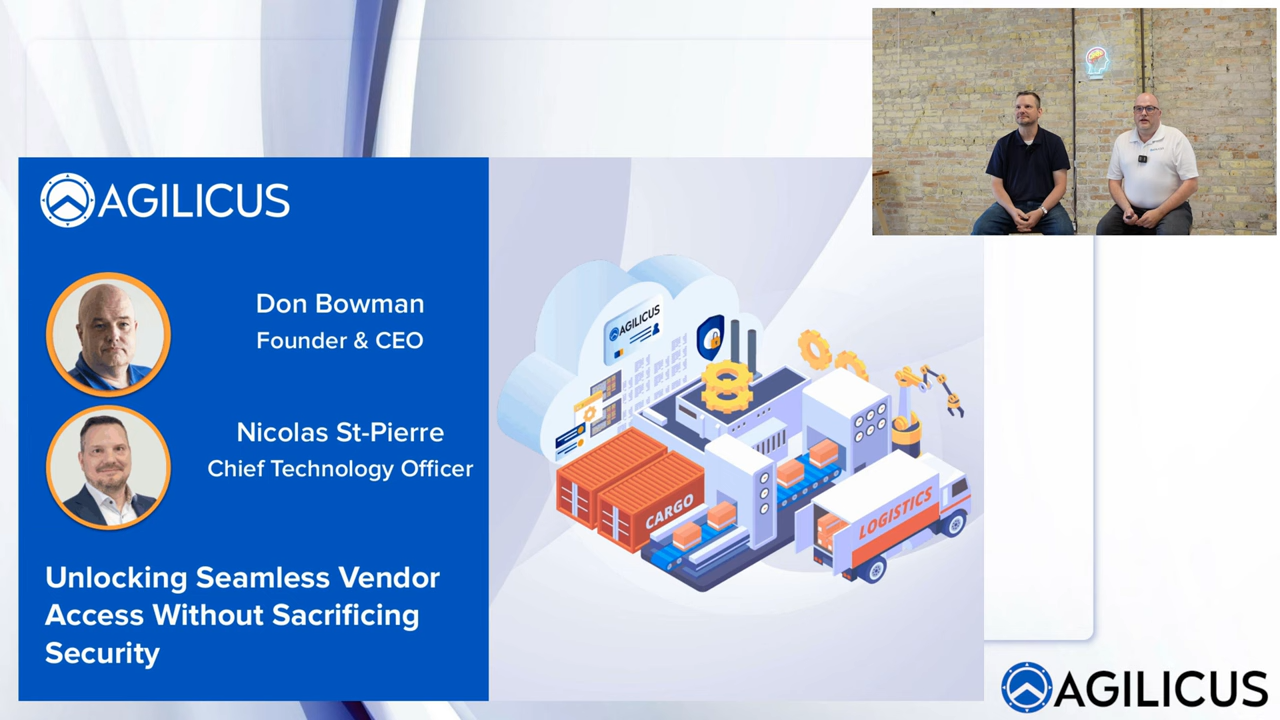 AGILICUS
Don Bowman
Founder & CEO
Nicolas St-Pierre
Chief Technology Officer
Unlocking Seamless Vendor
Access Without Sacrificing
Security
AGILICUS
CARGO
LOGISTICS
AGILICUS